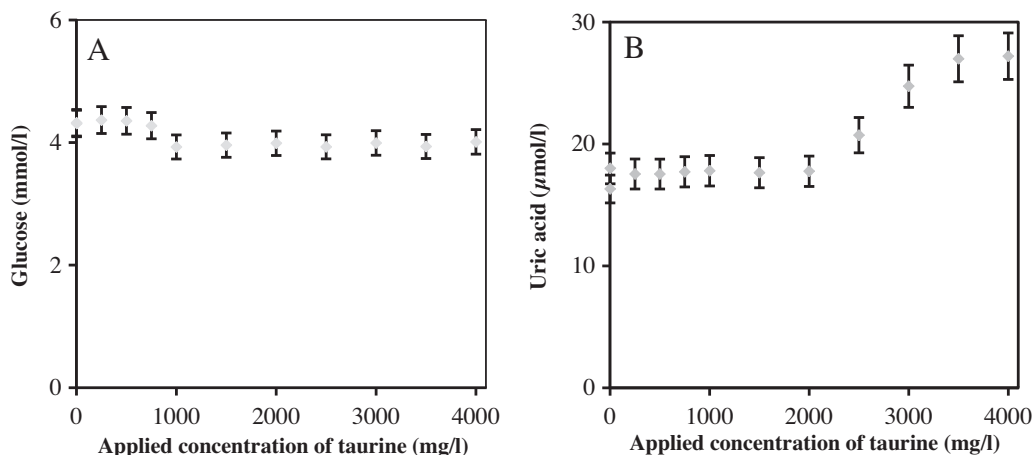 A
Glucose (mmol/l)
6
4
2
0
0 1000 2000 3000 4000
Applied concentration of taurine (mg/l)
B
Uric acid (µmol/l)
30
20
10
0
0 1000 2000 3000 4000
Applied concentration of taurine (mg/l)